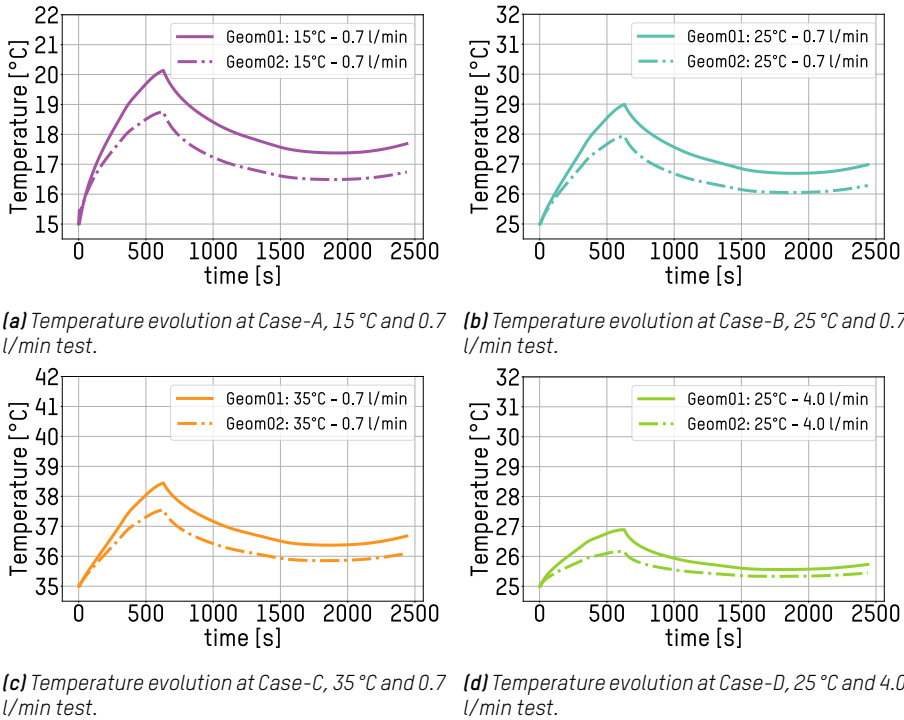 22
21
20
19
18
17
16
15
Temperature [°C]
Geom01: 15°C - 0.7 l/min
Geom02: 15°C - 0.7 l/min
0 500 1000 1500 2000 2500
time [s]
32
31
30
29
28
27
26
25
Temperature [°C]
Geom01: 25°C - 0.7 l/min
Geom02: 25°C - 0.7 l/min
0 500 1000 1500 2000 2500
time [s]
(a) Temperature evolution at Case-A, 15 °C and 0.7
l/min test.
(b) Temperature evolution at Case-B, 25 °C and 0.7
l/min test.
42
41
40
39
38
37
36
35
Temperature [°C]
Geom01: 35°C - 0.7 l/min
Geom02: 35°C - 0.7 l/min
0 500 1000 1500 2000 2500
time [s]
32
31
30
29
28
27
26
25
Temperature [°C]
Geom01: 25°C - 4.0 l/min
Geom02: 25°C - 4.0 l/min
0 500 1000 1500 2000 2500
time [s]
(c) Temperature evolution at Case-C, 35 °C and 0.7
l/min test.
(d) Temperature evolution at Case-D, 25 °C and 4.0
l/min test.